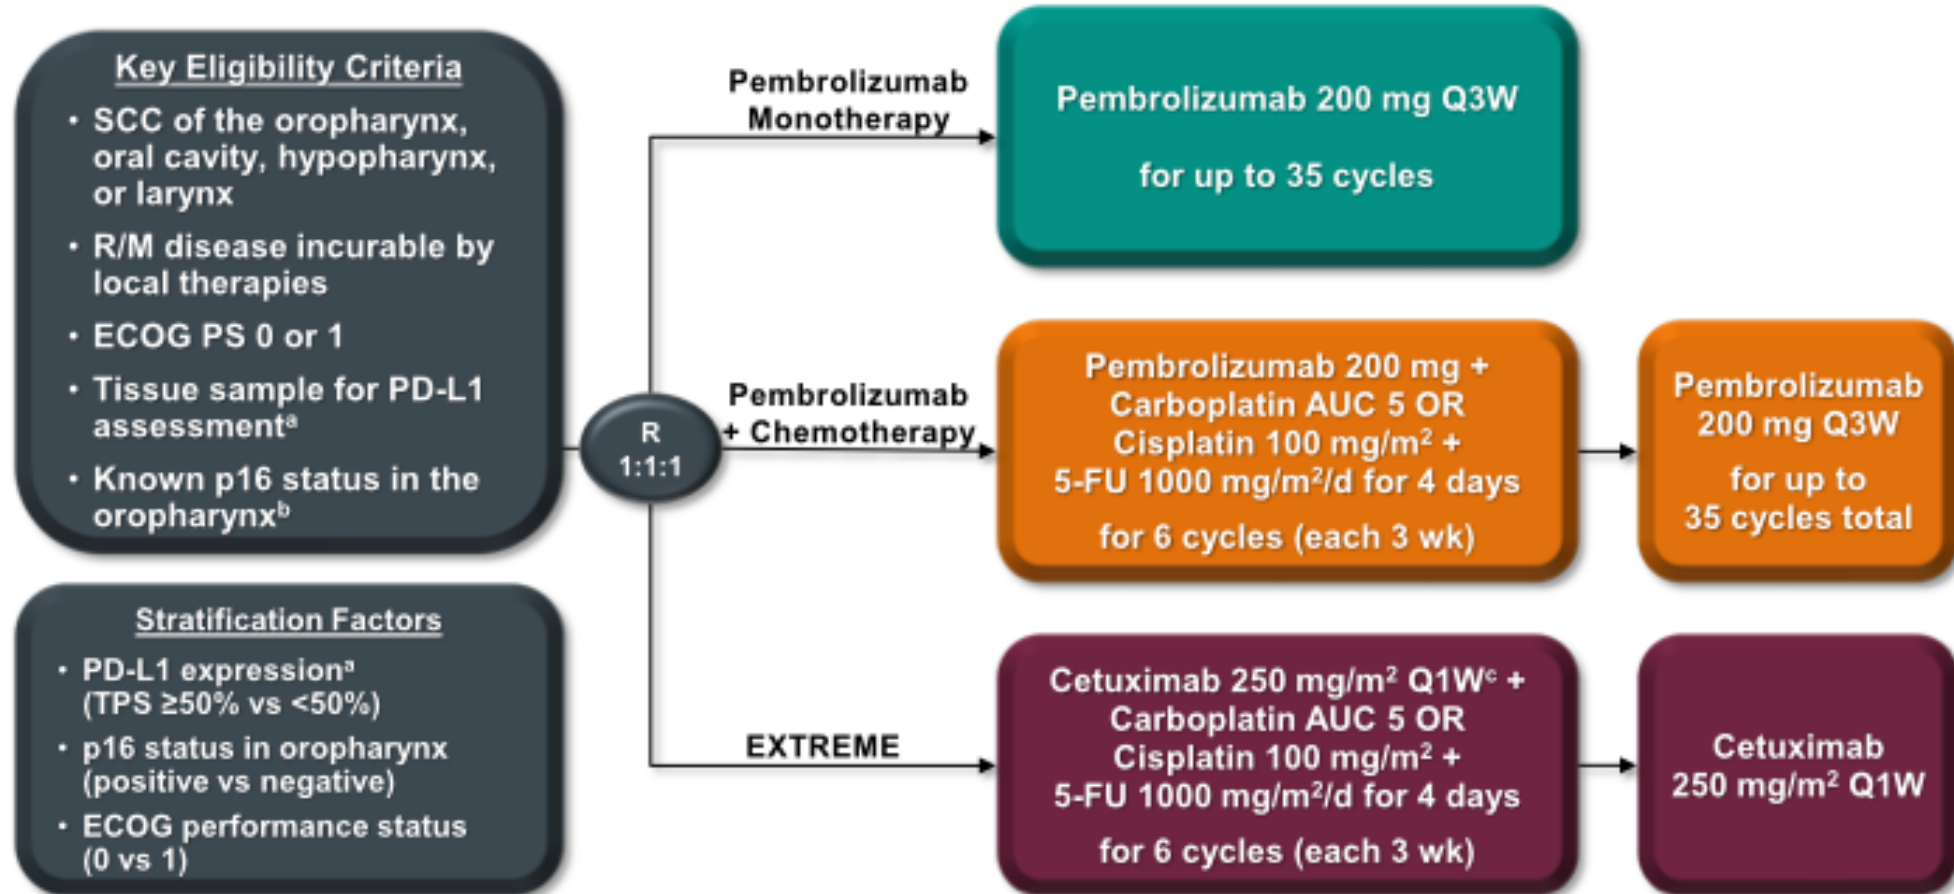 Key Eligibility Criteria
• SCC of the oropharynx,
oral cavity, hypopharynx,
or larynx
• R/M disease incurable by
local therapies
• ECOG PS 0 or 1
• Tissue sample for PD-L1
assessmentᵃ
• Known p16 status in the
oropharynxᵇ
Stratification Factors
• PD-L1 expressionᵃ
(TPS ≥50% vs <50%)
• p16 status in oropharynx
(positive vs negative)
• ECOG performance status
(0 vs 1)
R
1:1:1
Pembrolizumab
Monotherapy
Pembrolizumab 200 mg Q3W
for up to 35 cycles
Pembrolizumab
+ Chemotherapy
Pembrolizumab 200 mg +
Carboplatin AUC 5 OR
Cisplatin 100 mg/m² +
5-FU 1000 mg/m²/d for 4 days
for 6 cycles (each 3 wk)
Pembrolizumab
200 mg Q3W
for up to
35 cycles total
EXTREME
Cetuximab 250 mg/m² Q1Wᶜ +
Carboplatin AUC 5 OR
Cisplatin 100 mg/m² +
5-FU 1000 mg/m²/d for 4 days
for 6 cycles (each 3 wk)
Cetuximab
250 mg/m² Q1W